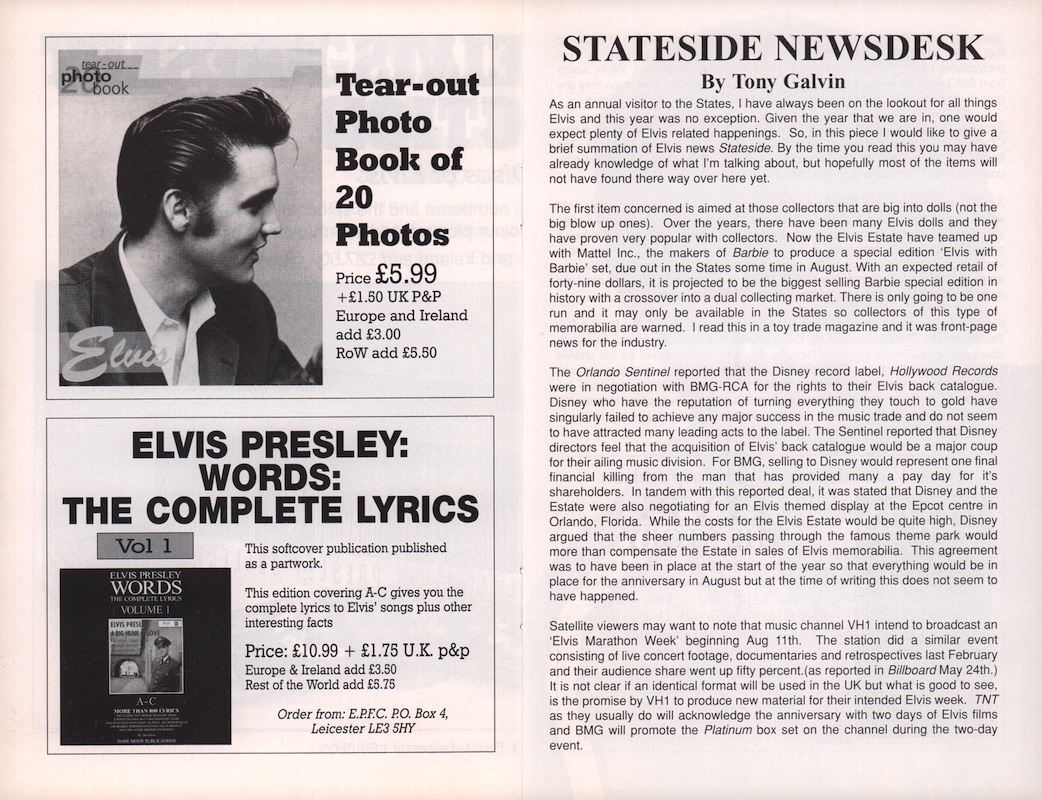 tear-out
photo
20
book
Elvis
Tear-out
Photo
Book of
20
Photos
Price £5.99
+£1.50 UK P&P
Europe and Ireland
add £3.00
RoW add £5.50
ELVIS PRESLEY:
WORDS:
THE COMPLETE LYRICS
Vol 1
ELVIS PRESLEY
WORDS
THE COMPLETE LYRICS
VOLUME 1
A-C
MORE THAN 800 LYRICS
DARK MOON PUBLICATIONS
This softcover publication published
as a partwork.
This edition covering A-C gives you the
complete lyrics to Elvis' songs plus other
interesting facts
Price: £10.99 + £1.75 U.K. p&p
Europe & Ireland add £3.50
Rest of the World add £5.75
Order from: E.P.F.C. P.O. Box 4,
Leicester LE3 5HY
STATESIDE NEWSDESK
By Tony Galvin
As an annual visitor to the States, I have always been on the lookout for all things
Elvis and this year was no exception. Given the year that we are in, one would
expect plenty of Elvis related happenings. So, in this piece I would like to give a
brief summation of Elvis news Stateside. By the time you read this you may have
already knowledge of what I'm talking about, but hopefully most of the items will
not have found there way over here yet.
The first item concerned is aimed at those collectors that are big into dolls (not the
big blow up ones). Over the years, there have been many Elvis dolls and they
have proven very popular with collectors. Now the Elvis Estate have teamed up
with Mattel Inc., the makers of Barbie to produce a special edition 'Elvis with
Barbie' set, due out in the States some time in August. With an expected retail of
forty-nine dollars, it is projected to be the biggest selling Barbie special edition in
history with a crossover into a dual collecting market. There is only going to be one
run and it may only be available in the States so collectors of this type of
memorabilia are warned. I read this in a toy trade magazine and it was front-page
news for the industry.
The Orlando Sentinel reported that the Disney record label, Hollywood Records
were in negotiation with BMG-RCA for the rights to their Elvis back catalogue.
Disney who have the reputation of turning everything they touch to gold have
singularly failed to achieve any major success in the music trade and do not seem
to have attracted many leading acts to the label. The Sentinel reported that Disney
directors feel that the acquisition of Elvis' back catalogue would be a major coup
for their ailing music division. For BMG, selling to Disney would represent one final
financial killing from the man that has provided many a pay day for it's
shareholders. In tandem with this reported deal, it was stated that Disney and the
Estate were also negotiating for an Elvis themed display at the Epcot centre in
Orlando, Florida. While the costs for the Elvis Estate would be quite high, Disney
argued that the sheer numbers passing through the famous theme park would
more than compensate the Estate in sales of Elvis memorabilia. This agreement
was to have been in place at the start of the year so that everything would be in
place for the anniversary in August but at the time of writing this does not seem to
have happened.
Satellite viewers may want to note that music channel VH1 intend to broadcast an
'Elvis Marathon Week' beginning Aug 11th. The station did a similar event
consisting of live concert footage, documentaries and retrospectives last February
and their audience share went up fifty percent.(as reported in Billboard May 24th.)
It is not clear if an identical format will be used in the UK but what is good to see,
is the promise by VH1 to produce new material for their intended Elvis week. TNT
as they usually do will acknowledge the anniversary with two days of Elvis films
and BMG will promote the Platinum box set on the channel during the two-day
event.